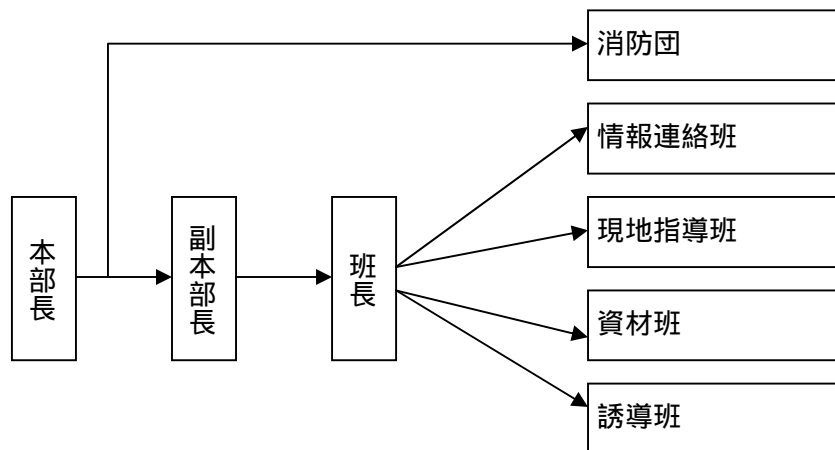 消防団
情報連絡班
本部長
副本部長
班長
現地指導班
資材班
誘導班